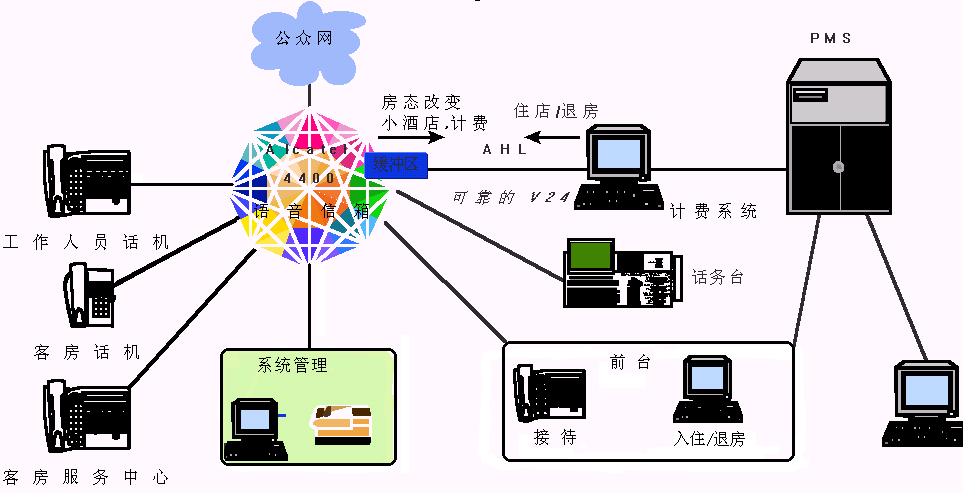 公众网
PMS
房态改变
小酒店,计费
住店/退房
AHL
Alcatel
4400
缓冲区
语音信箱
可靠的 V24
计费系统
工作人员话机
话务台
客房话机
系统管理
前台
接待
入住/退房
客房服务中心